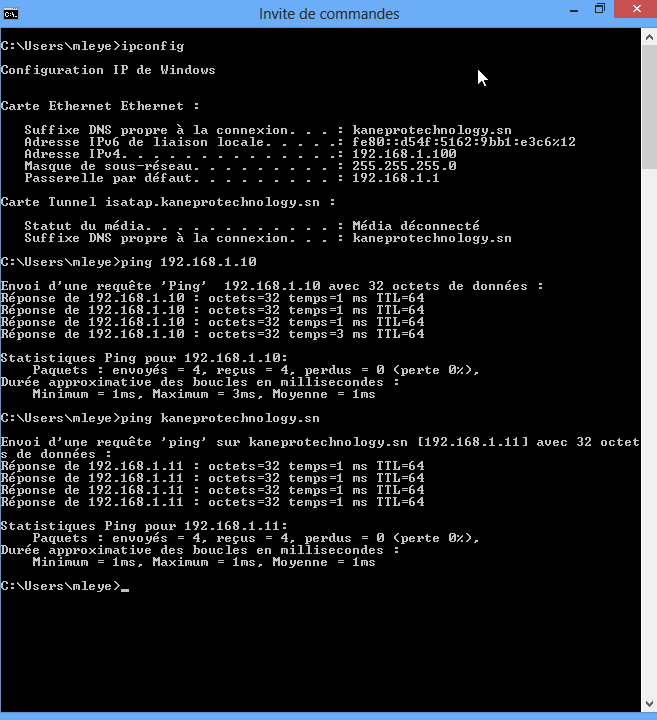 Invite de commandes
C:\Users\mleye>ipconfig
Configuration IP de Windows
Carte Ethernet Ethernet :
Suffixe DNS propre à la connexion. . . : kaneprotechnology.sn
Adresse IPv6 de liaison locale. . . . .: fe80::d54f:5162:9bb1:e3c6%12
Adresse IPv4. . . . . . . . . . . . . .: 192.168.1.100
Masque de sous-réseau. . . . . . . . . : 255.255.255.0
Passerelle par défaut. . . . . . . . . : 192.168.1.1
Carte Tunnel isatap.kaneprotechnology.sn :
Statut du média. . . . . . . . . . . . : Média déconnecté
Suffixe DNS propre à la connexion. . . : kaneprotechnology.sn
C:\Users\mleye>ping 192.168.1.10
Envoi d'une requête 'Ping'  192.168.1.10 avec 32 octets de données :
Réponse de 192.168.1.10 : octets=32 temps=1 ms TTL=64
Réponse de 192.168.1.10 : octets=32 temps=1 ms TTL=64
Réponse de 192.168.1.10 : octets=32 temps=1 ms TTL=64
Réponse de 192.168.1.10 : octets=32 temps=3 ms TTL=64
Statistiques Ping pour 192.168.1.10:
Paquets : envoyés = 4, reçus = 4, perdus = 0 (perte 0%),
Durée approximative des boucles en millisecondes :
Minimum = 1ms, Maximum = 3ms, Moyenne = 1ms
C:\Users\mleye>ping kaneprotechnology.sn
Envoi d'une requête 'ping' sur kaneprotechnology.sn [192.168.1.11] avec 32 octet
s de données :
Réponse de 192.168.1.11 : octets=32 temps=1 ms TTL=64
Réponse de 192.168.1.11 : octets=32 temps=1 ms TTL=64
Réponse de 192.168.1.11 : octets=32 temps=1 ms TTL=64
Réponse de 192.168.1.11 : octets=32 temps=1 ms TTL=64
Statistiques Ping pour 192.168.1.11:
Paquets : envoyés = 4, reçus = 4, perdus = 0 (perte 0%),
Durée approximative des boucles en millisecondes :
Minimum = 1ms, Maximum = 1ms, Moyenne = 1ms
C:\Users\mleye>_